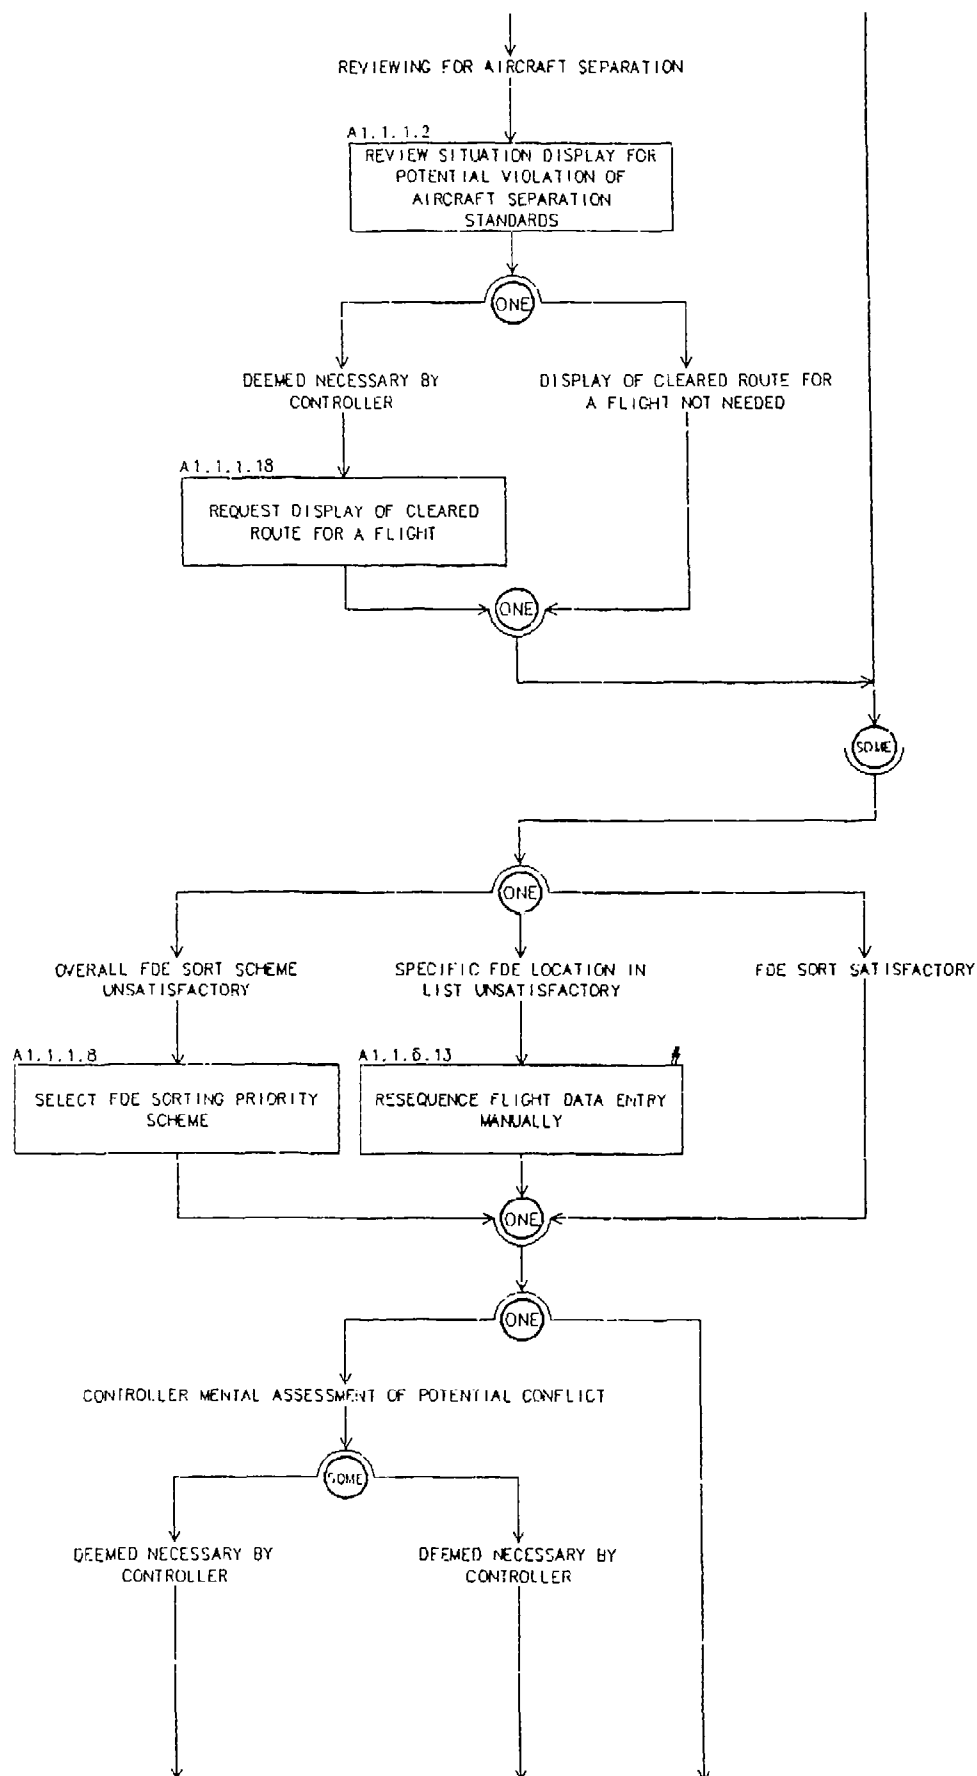 REVIEWING FOR AIRCRAFT SEPARATION
A1.1.1.2
REVIEW SITUATION DISPLAY FOR
POTENTIAL VIOLATION OF
AIRCRAFT SEPARATION
STANDARDS
ONE
DEEMED NECESSARY BY
CONTROLLER
DISPLAY OF CLEARED ROUTE FOR
A FLIGHT NOT NEEDED
A1.1.1.18
REQUEST DISPLAY OF CLEARED
ROUTE FOR A FLIGHT
ONE
SOME
ONE
OVERALL FDE SORT SCHEME
UNSATISFACTORY
SPECIFIC FDE LOCATION IN
LIST UNSATISFACTORY
FDE SORT SATISFACTORY
A1.1.1.8
SELECT FDE SORTING PRIORITY
SCHEME
A1.1.6.13
#
RESEQUENCE FLIGHT DATA ENTRY
MANUALLY
ONE
ONE
CONTROLLER MENTAL ASSESSMENT OF POTENTIAL CONFLICT
SOME
DEEMED NECESSARY BY
CONTROLLER
DEEMED NECESSARY BY
CONTROLLER